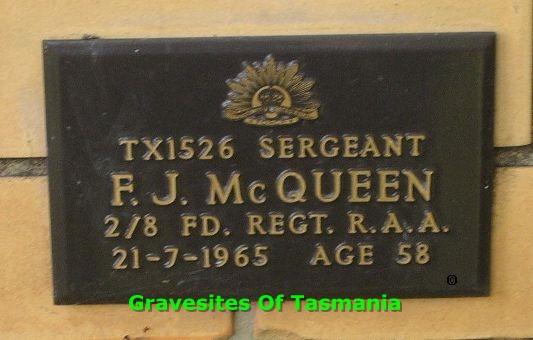 TX1526 SERGEANT
F. J. McQUEEN
2/8 FD. REGT. R.A.A.
21-7-1965 AGE 58
©
Gravesites Of Tasmania